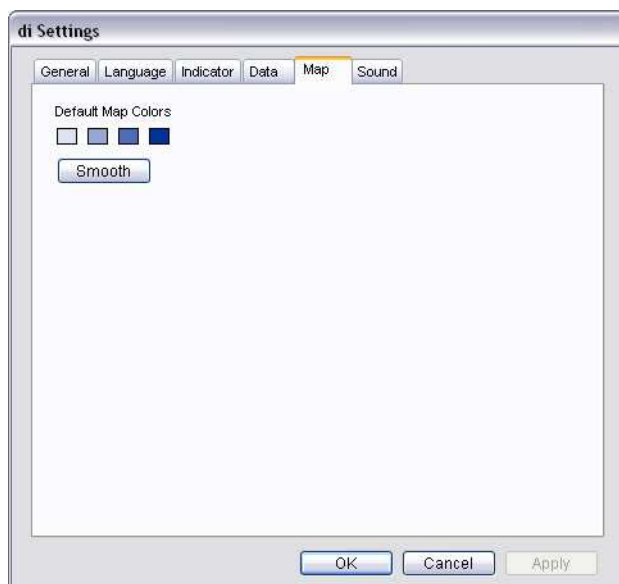 di Settings
General Language Indicator Data Map Sound
Default Map Colors
Smooth
OK Cancel Apply